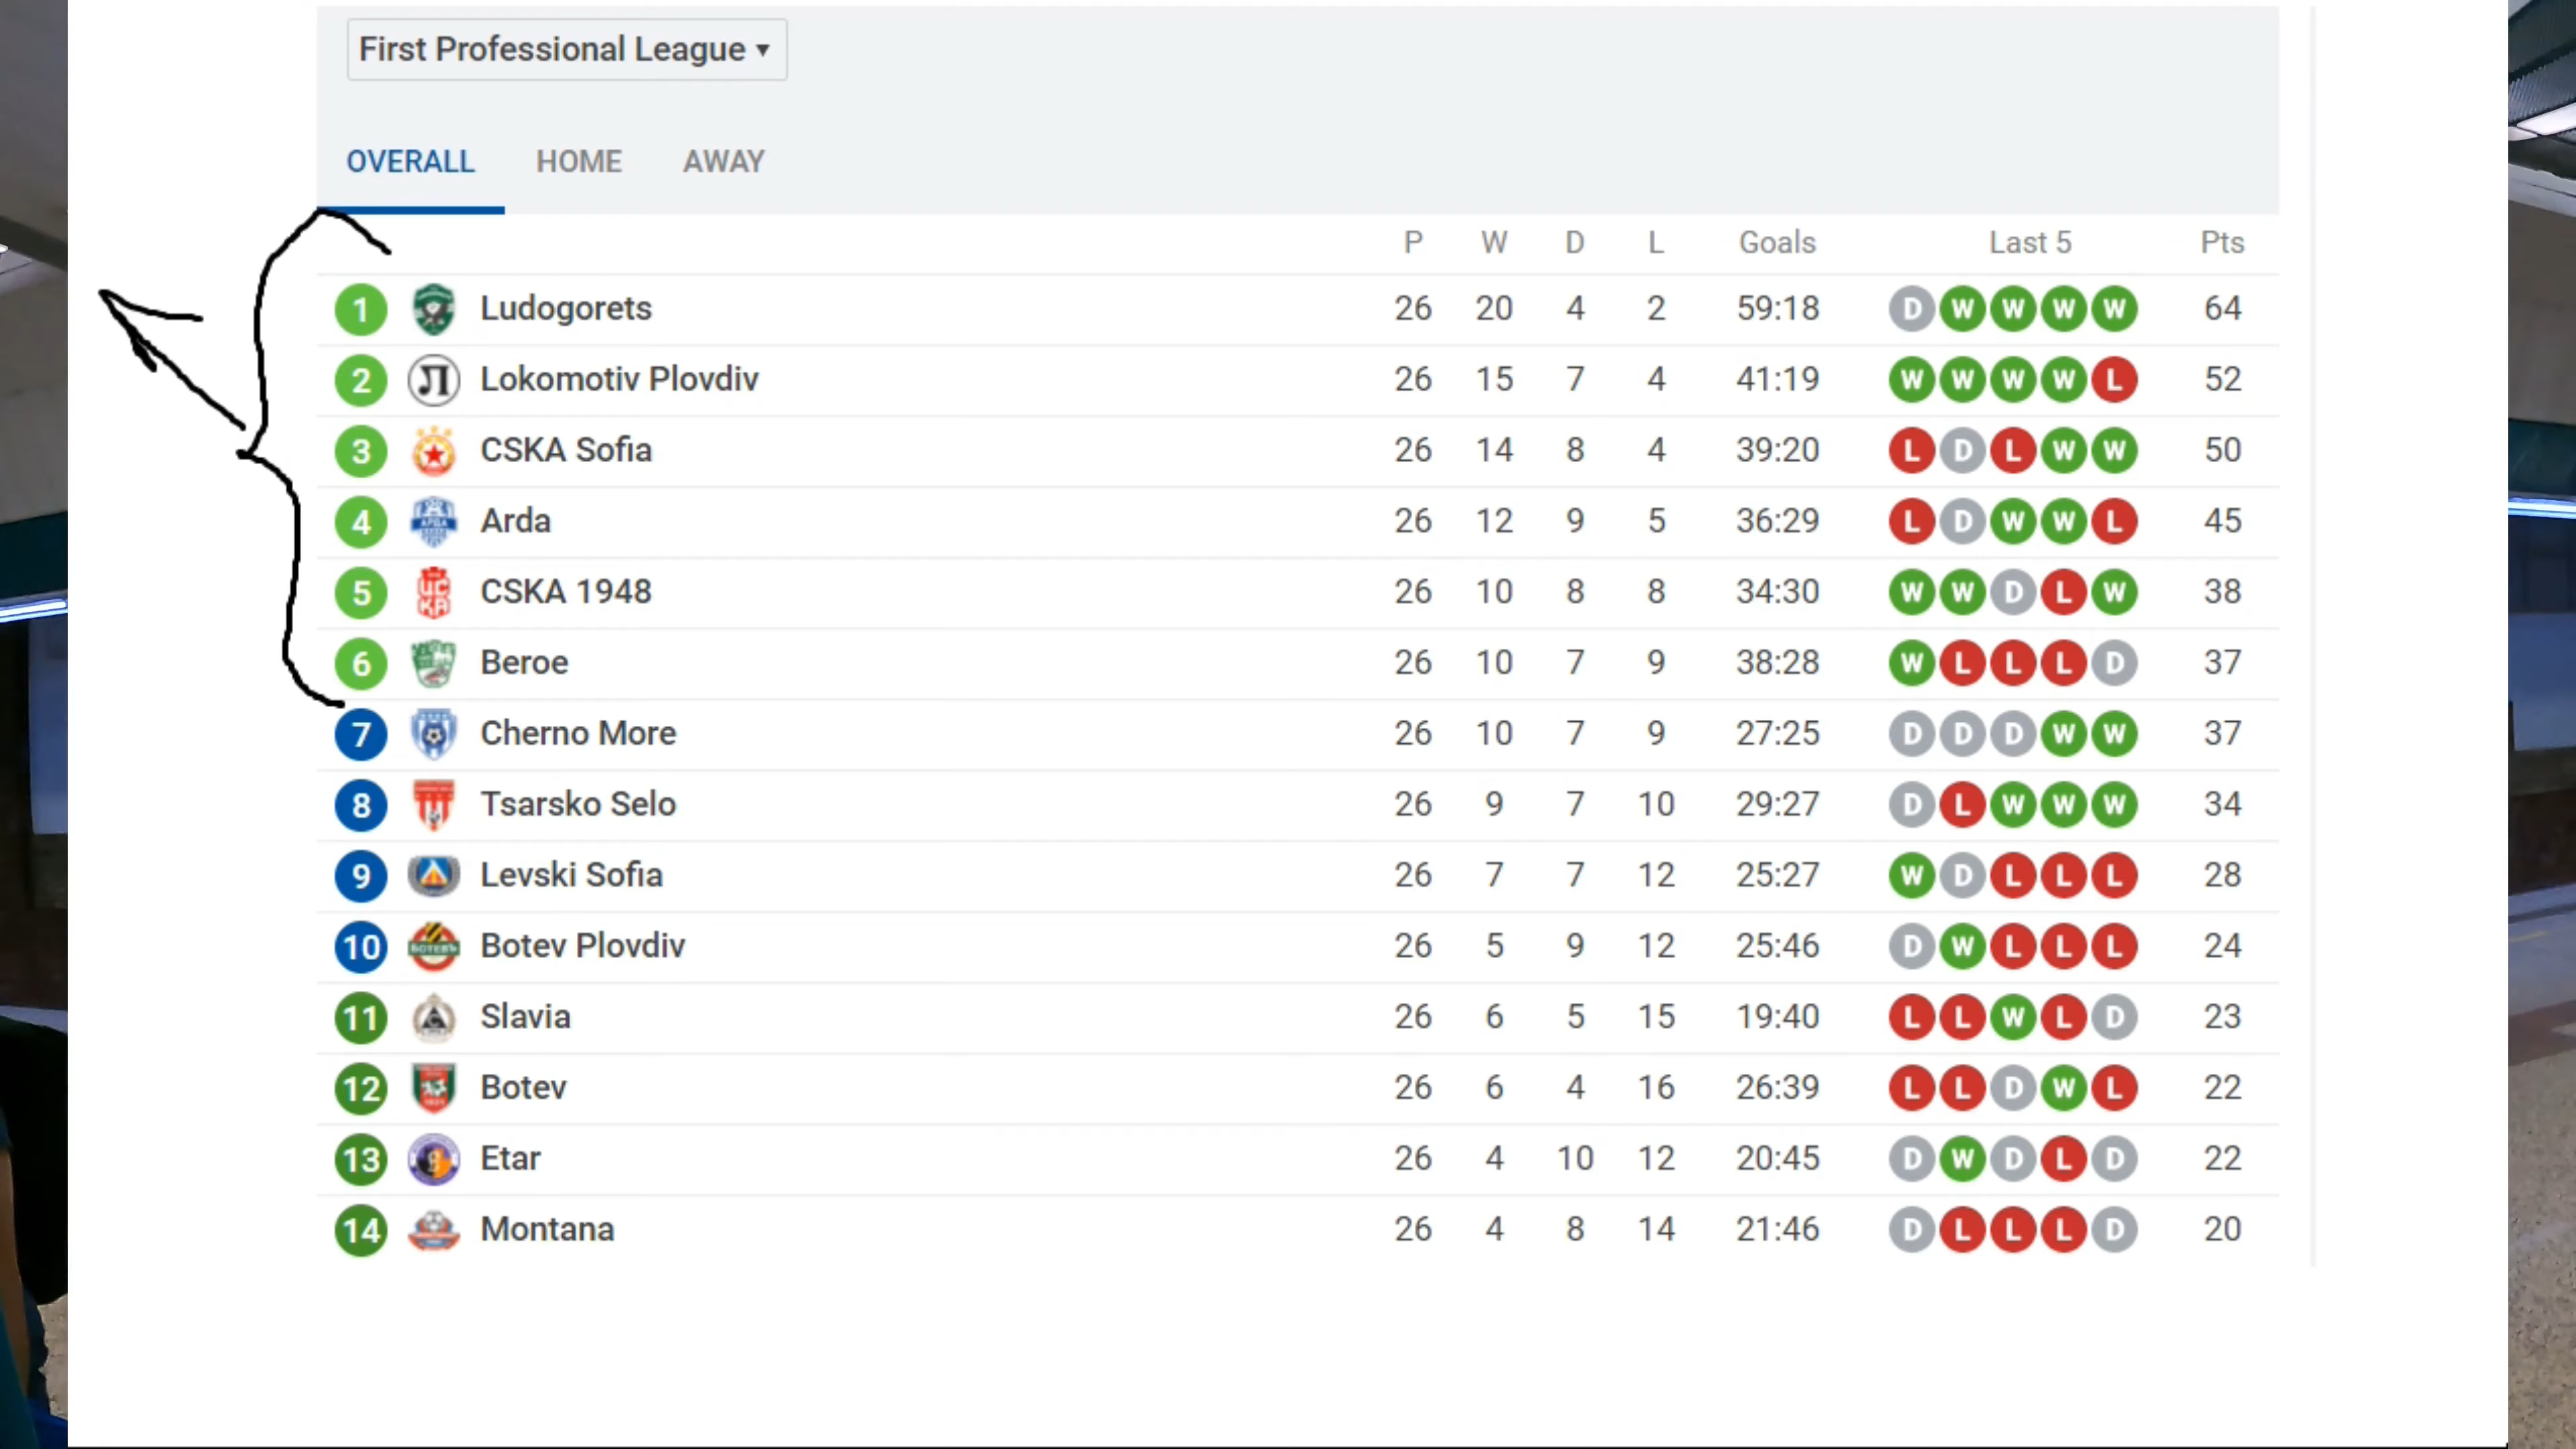 First Professional League ▾
OVERALL HOME AWAY
P W D L Goals Last 5 Pts
1 Ludogorets 26 20 4 2 59:18 D W W W W 64
2 Lokomotiv Plovdiv 26 15 7 4 41:19 W W W W L 52
3 CSKA Sofia 26 14 8 4 39:20 L D L W W 50
4 Arda 26 12 9 5 36:29 L D W W L 45
5 CSKA 1948 26 10 8 8 34:30 W W D L W 38
6 Beroe 26 10 7 9 38:28 W L L L D 37
7 Cherno More 26 10 7 9 27:25 D D D W W 37
8 Tsarsko Selo 26 9 7 10 29:27 D L W W W 34
9 Levski Sofia 26 7 7 12 25:27 W D L L L 28
10 Botev Plovdiv 26 5 9 12 25:46 D W L L L 24
11 Slavia 26 6 5 15 19:40 L L W L D 23
12 Botev 26 6 4 16 26:39 L L D W L 22
13 Etar 26 4 10 12 20:45 D W D L D 22
14 Montana 26 4 8 14 21:46 D L L L D 20